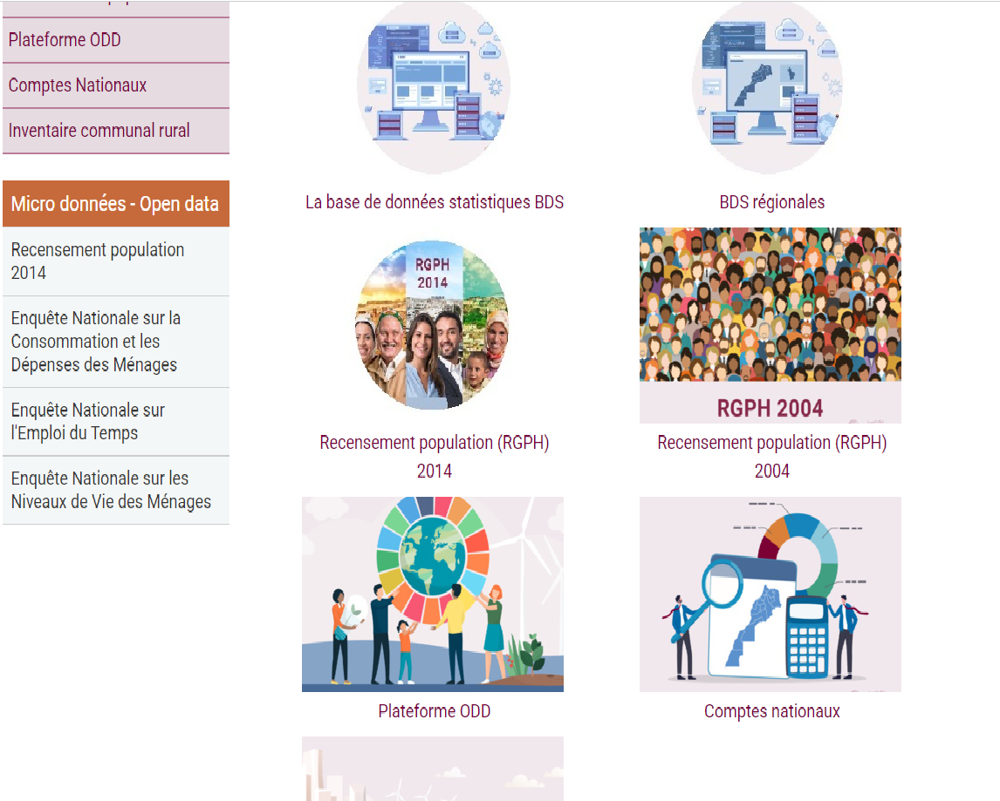 Plateforme ODD
Comptes Nationaux
Inventaire communal rural
Micro données - Open data
Recensement population
2014
Enquête Nationale sur la
Consommation et les
Dépenses des Ménages
Enquête Nationale sur
l'Emploi du Temps
Enquête Nationale sur les
Niveaux de Vie des Ménages
La base de données statistiques BDS
BDS régionales
RGPH
2014
RGPH 2004
Recensement population (RGPH)
2014
Recensement population (RGPH)
2004
Plateforme ODD
Comptes nationaux